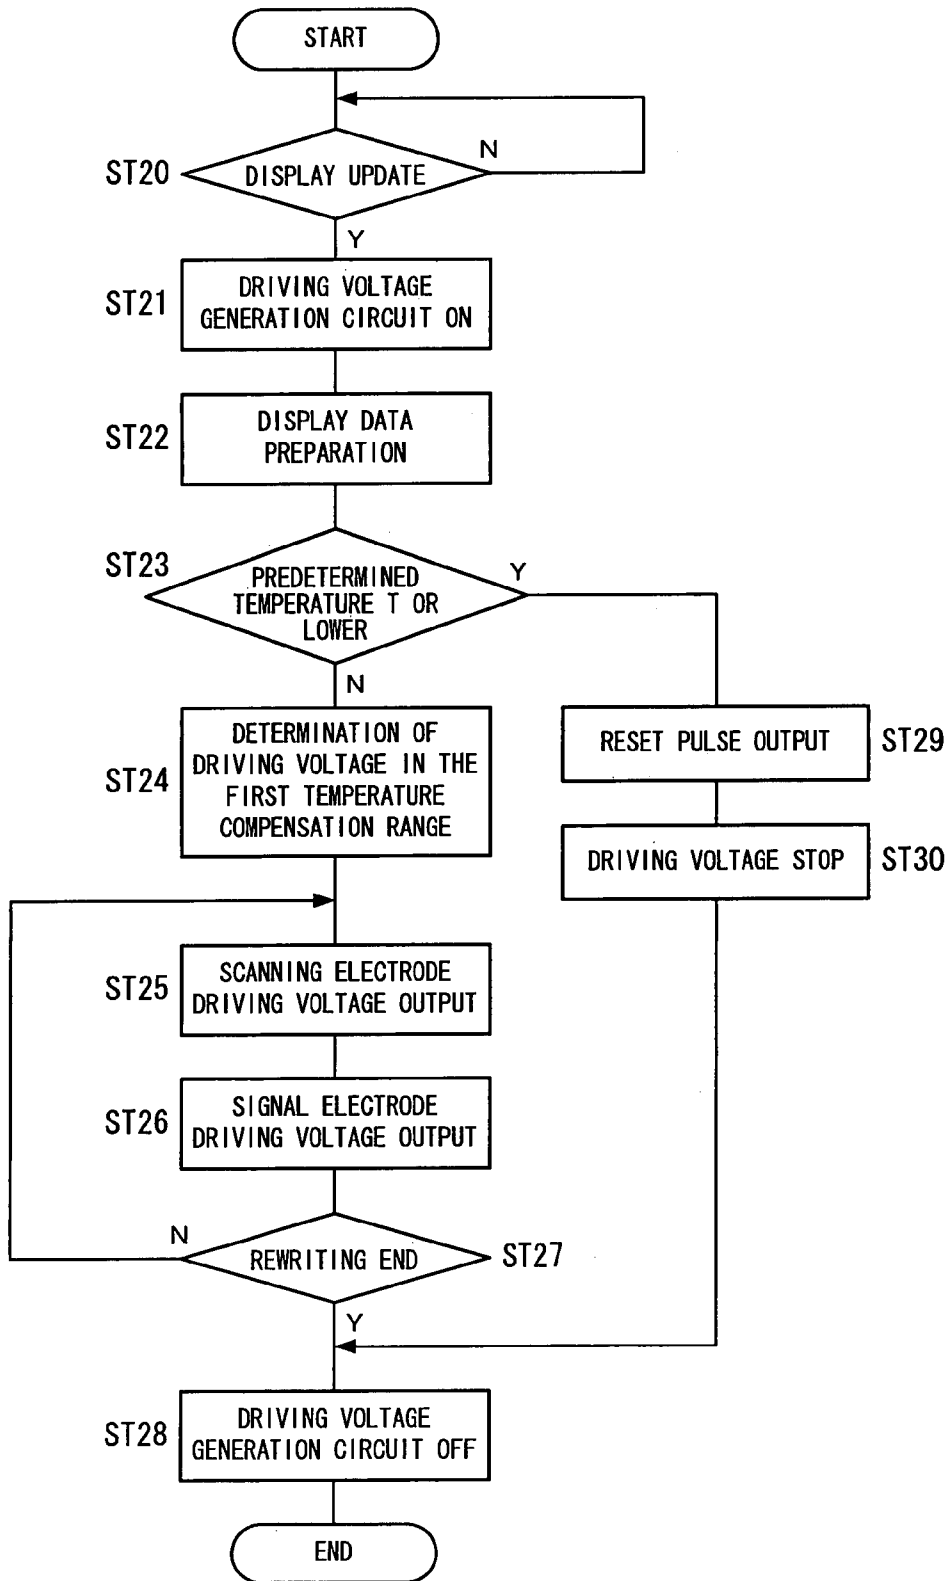 START
N
ST20
DISPLAY UPDATE
Y
ST21
DRIVING VOLTAGE
GENERATION CIRCUIT ON
ST22
DISPLAY DATA
PREPARATION
ST23
PREDETERMINED
TEMPERATURE T OR
LOWER
Y
N
ST24
DETERMINATION OF
DRIVING VOLTAGE IN THE
FIRST TEMPERATURE
COMPENSATION RANGE
RESET PULSE OUTPUT
ST29
DRIVING VOLTAGE STOP
ST30
ST25
SCANNING ELECTRODE
DRIVING VOLTAGE OUTPUT
ST26
SIGNAL ELECTRODE
DRIVING VOLTAGE OUTPUT
N
REWRITING END
ST27
Y
ST28
DRIVING VOLTAGE
GENERATION CIRCUIT OFF
END